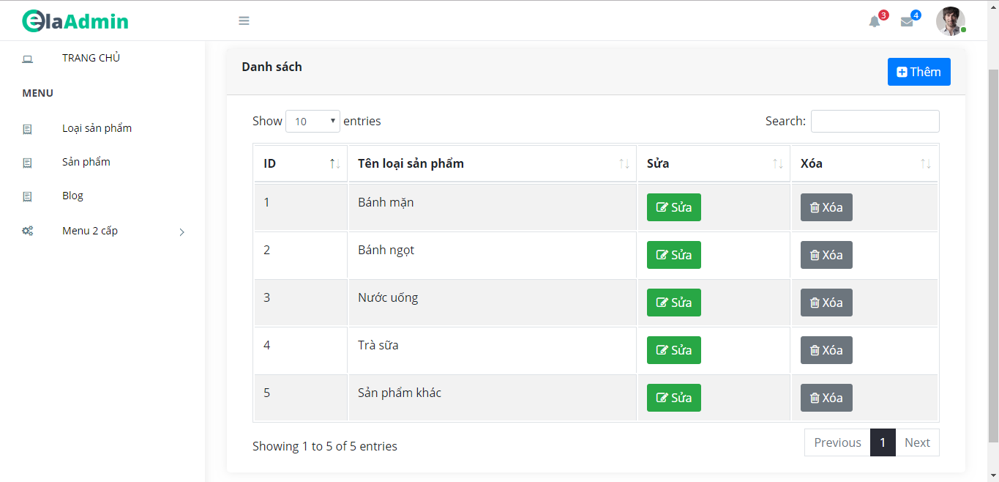 elaAdmin
3
4
TRANG CHỦ
MENU
Loại sản phẩm
Sản phẩm
Blog
Menu 2 cấp
Danh sách
Thêm
Show 10 entries
Search:
ID Tên loại sản phẩm Sửa Xóa
1 Bánh mặn Sửa Xóa
2 Bánh ngọt Sửa Xóa
3 Nước uống Sửa Xóa
4 Trà sữa Sửa Xóa
5 Sản phẩm khác Sửa Xóa
Showing 1 to 5 of 5 entries
Previous 1 Next